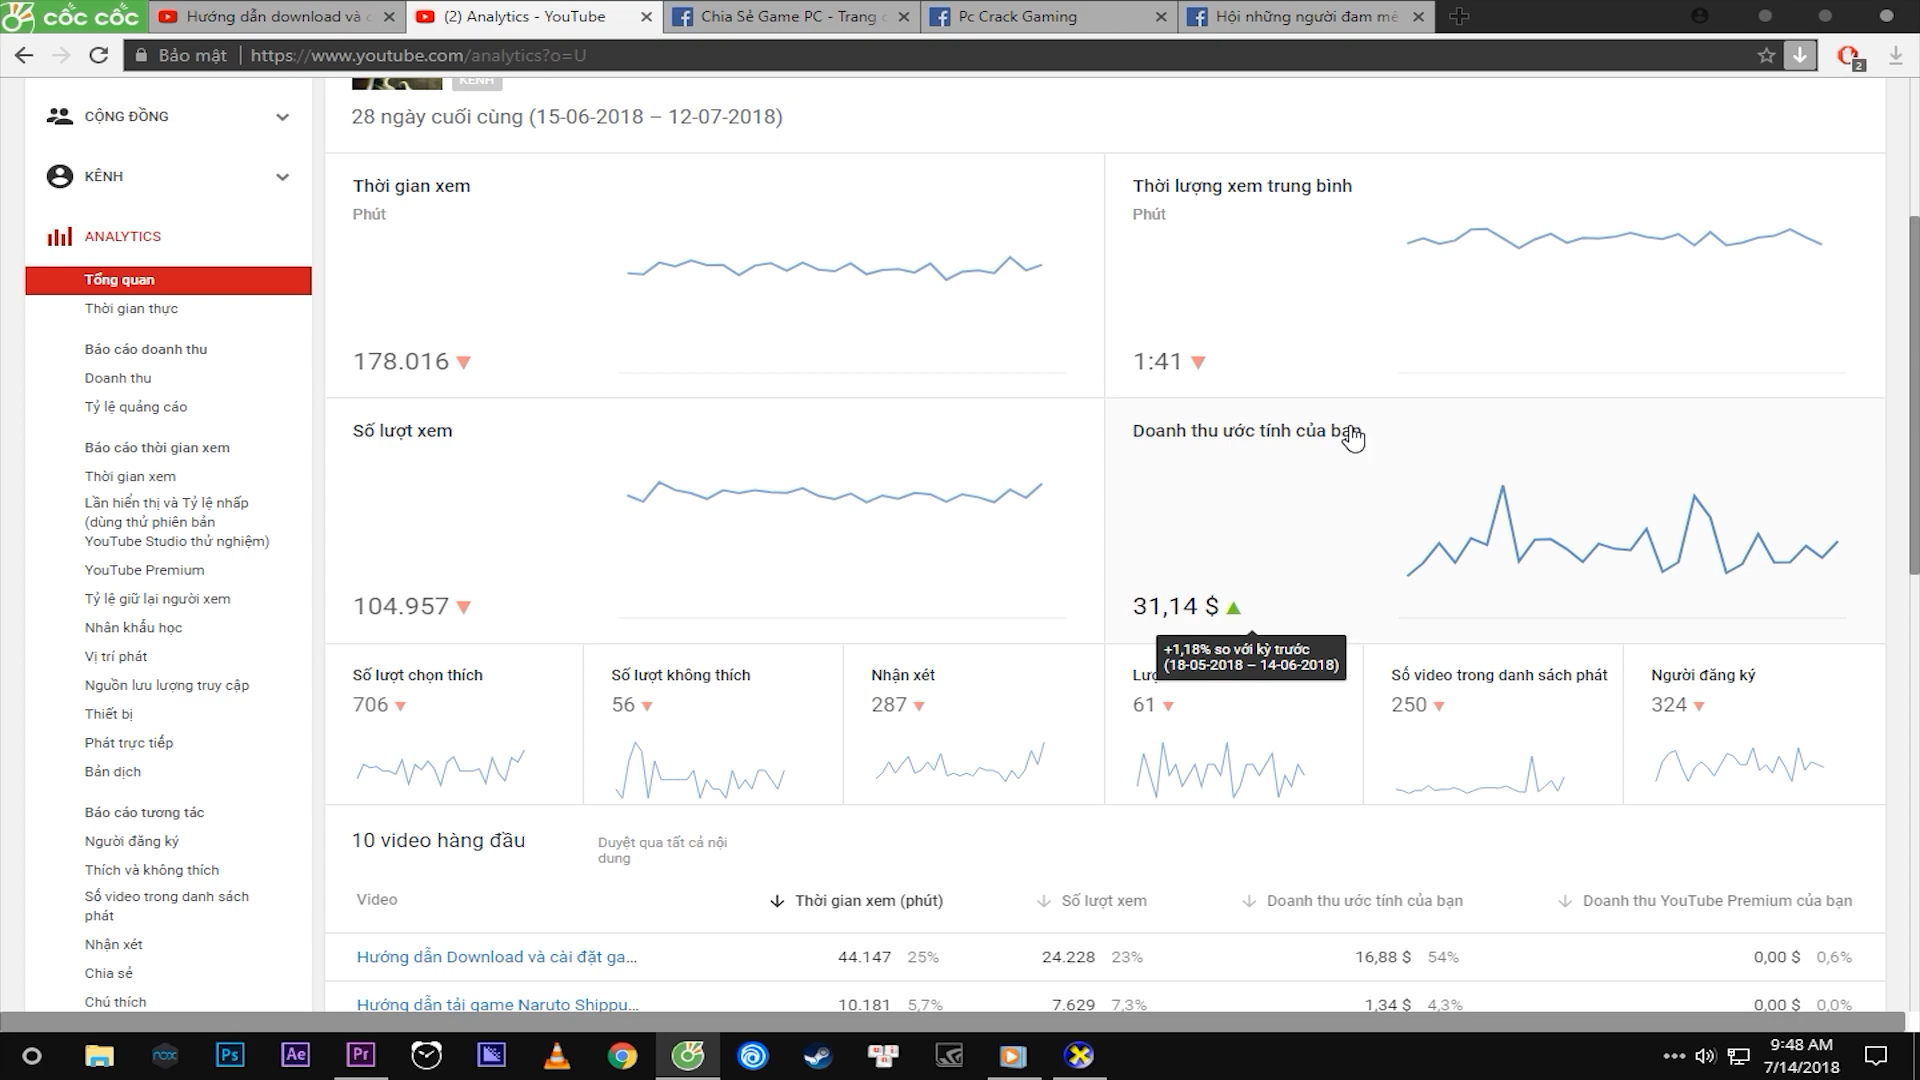 cốc cốc
Hướng dẫn download và c
(2) Analytics - YouTube
Chia Sẻ Game PC - Trang c
Pc Crack Gaming
Hội những người đam mê
Bảo mật
https://www.youtube.com/analytics?o=U
2
CỘNG ĐỒNG
KÊNH
ANALYTICS
Tổng quan
Thời gian thực
Báo cáo doanh thu
Doanh thu
Tỷ lệ quảng cáo
Báo cáo thời gian xem
Thời gian xem
Lần hiển thị và Tỷ lệ nhấp
(dùng thử phiên bản
YouTube Studio thử nghiệm)
YouTube Premium
Tỷ lệ giữ lại người xem
Nhân khẩu học
Vị trí phát
Nguồn lưu lượng truy cập
Thiết bị
Phát trực tiếp
Bản dịch
Báo cáo tương tác
Người đăng ký
Thích và không thích
Số video trong danh sách
phát
Nhận xét
Chia sẻ
Chú thích
KÊNH
28 ngày cuối cùng (15-06-2018 – 12-07-2018)
Thời gian xem
Phút
178.016
Thời lượng xem trung bình
Phút
1:41
Số lượt xem
104.957
Doanh thu ước tính của bạn
31,14 $
+1,18% so với kỳ trước
(18-05-2018 – 14-06-2018)
Số lượt chọn thích
706
Số lượt không thích
56
Nhận xét
287
61
Số video trong danh sách phát
250
Người đăng ký
324
10 video hàng đầu
Duyệt qua tất cả nội
dung
Video Thời gian xem (phút) Số lượt xem Doanh thu ước tính của bạn Doanh thu YouTube Premium của bạn
Hướng dẫn Download và cài đặt ga... 44.147 25% 24.228 23% 16,88 $ 54% 0,00 $ 0,6%
Hướng dẫn tải game Naruto Shippu... 10.181 5,7% 7.629 7,3% 1,34 $ 4,3% 0,00 $ 0,0%
nox
Ps
Ae
Pr
9:48 AM
7/14/2018